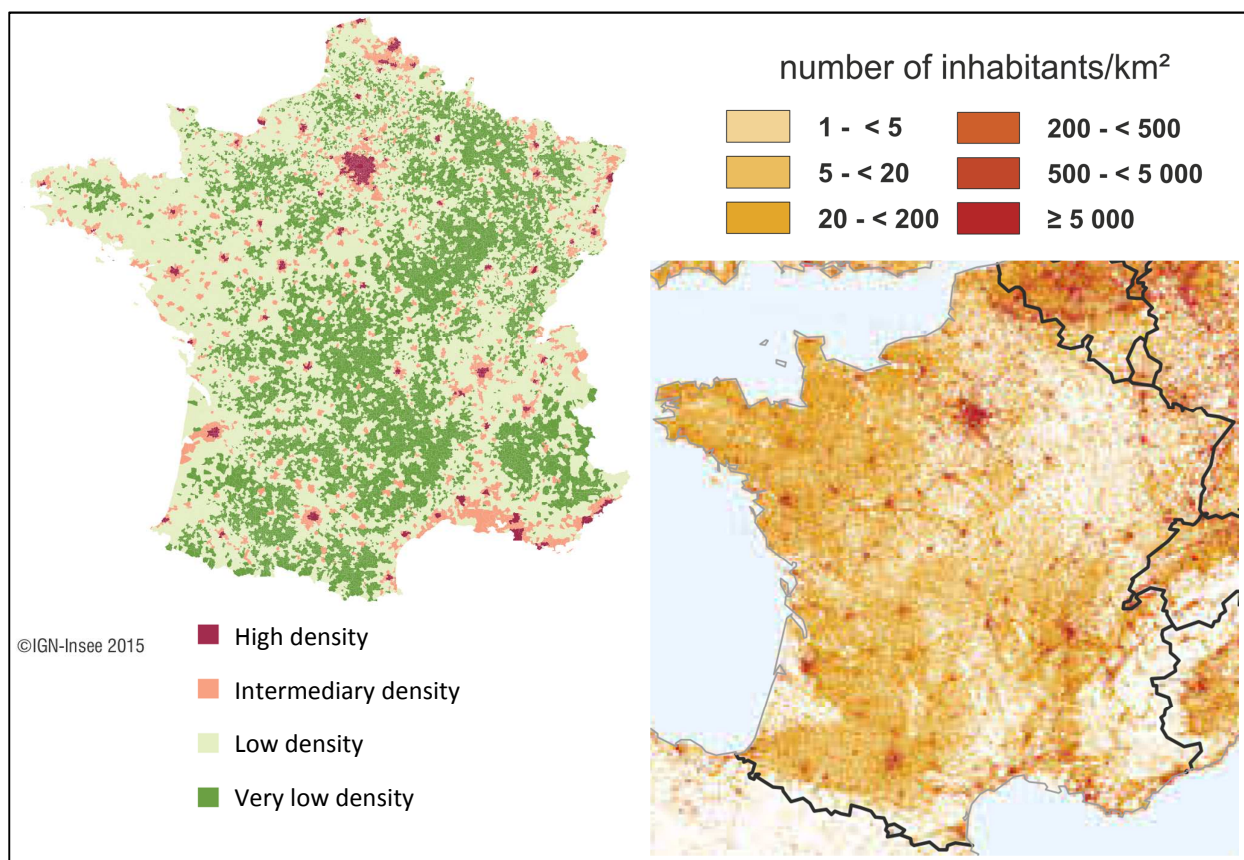 number of inhabitants/km²
1 - < 5
200 - < 500
5 - < 20
500 - < 5 000
20 - < 200
≥ 5 000
©IGN-Insee 2015
High density
Intermediary density
Low density
Very low density